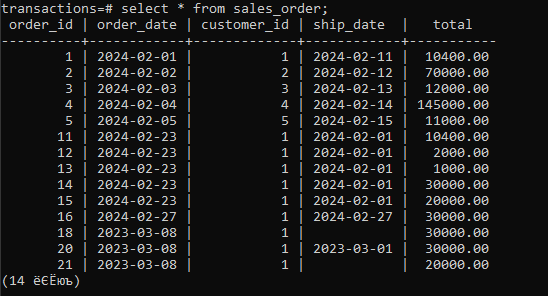 transactions=# select * from sales_order;
 order_id | order_date | customer_id | ship_date  |   total
----------+------------+-------------+------------+-----------
        1 | 2024-02-01 |           1 | 2024-02-11 |  10400.00
        2 | 2024-02-02 |           2 | 2024-02-12 |  70000.00
        3 | 2024-02-03 |           3 | 2024-02-13 |  12000.00
        4 | 2024-02-04 |           4 | 2024-02-14 | 145000.00
        5 | 2024-02-05 |           5 | 2024-02-15 |  11000.00
       11 | 2024-02-23 |           1 | 2024-02-01 |  10400.00
       12 | 2024-02-23 |           1 | 2024-02-01 |   2000.00
       13 | 2024-02-23 |           1 | 2024-02-01 |   1000.00
       14 | 2024-02-23 |           1 | 2024-02-01 |  30000.00
       15 | 2024-02-23 |           1 | 2024-02-01 |  20000.00
       16 | 2024-02-27 |           1 | 2024-02-27 |  30000.00
       18 | 2023-03-08 |           1 |            |  30000.00
       20 | 2023-03-08 |           1 | 2023-03-01 |  30000.00
       21 | 2023-03-08 |           1 |            |  20000.00
(14 ёЄЁюъ)